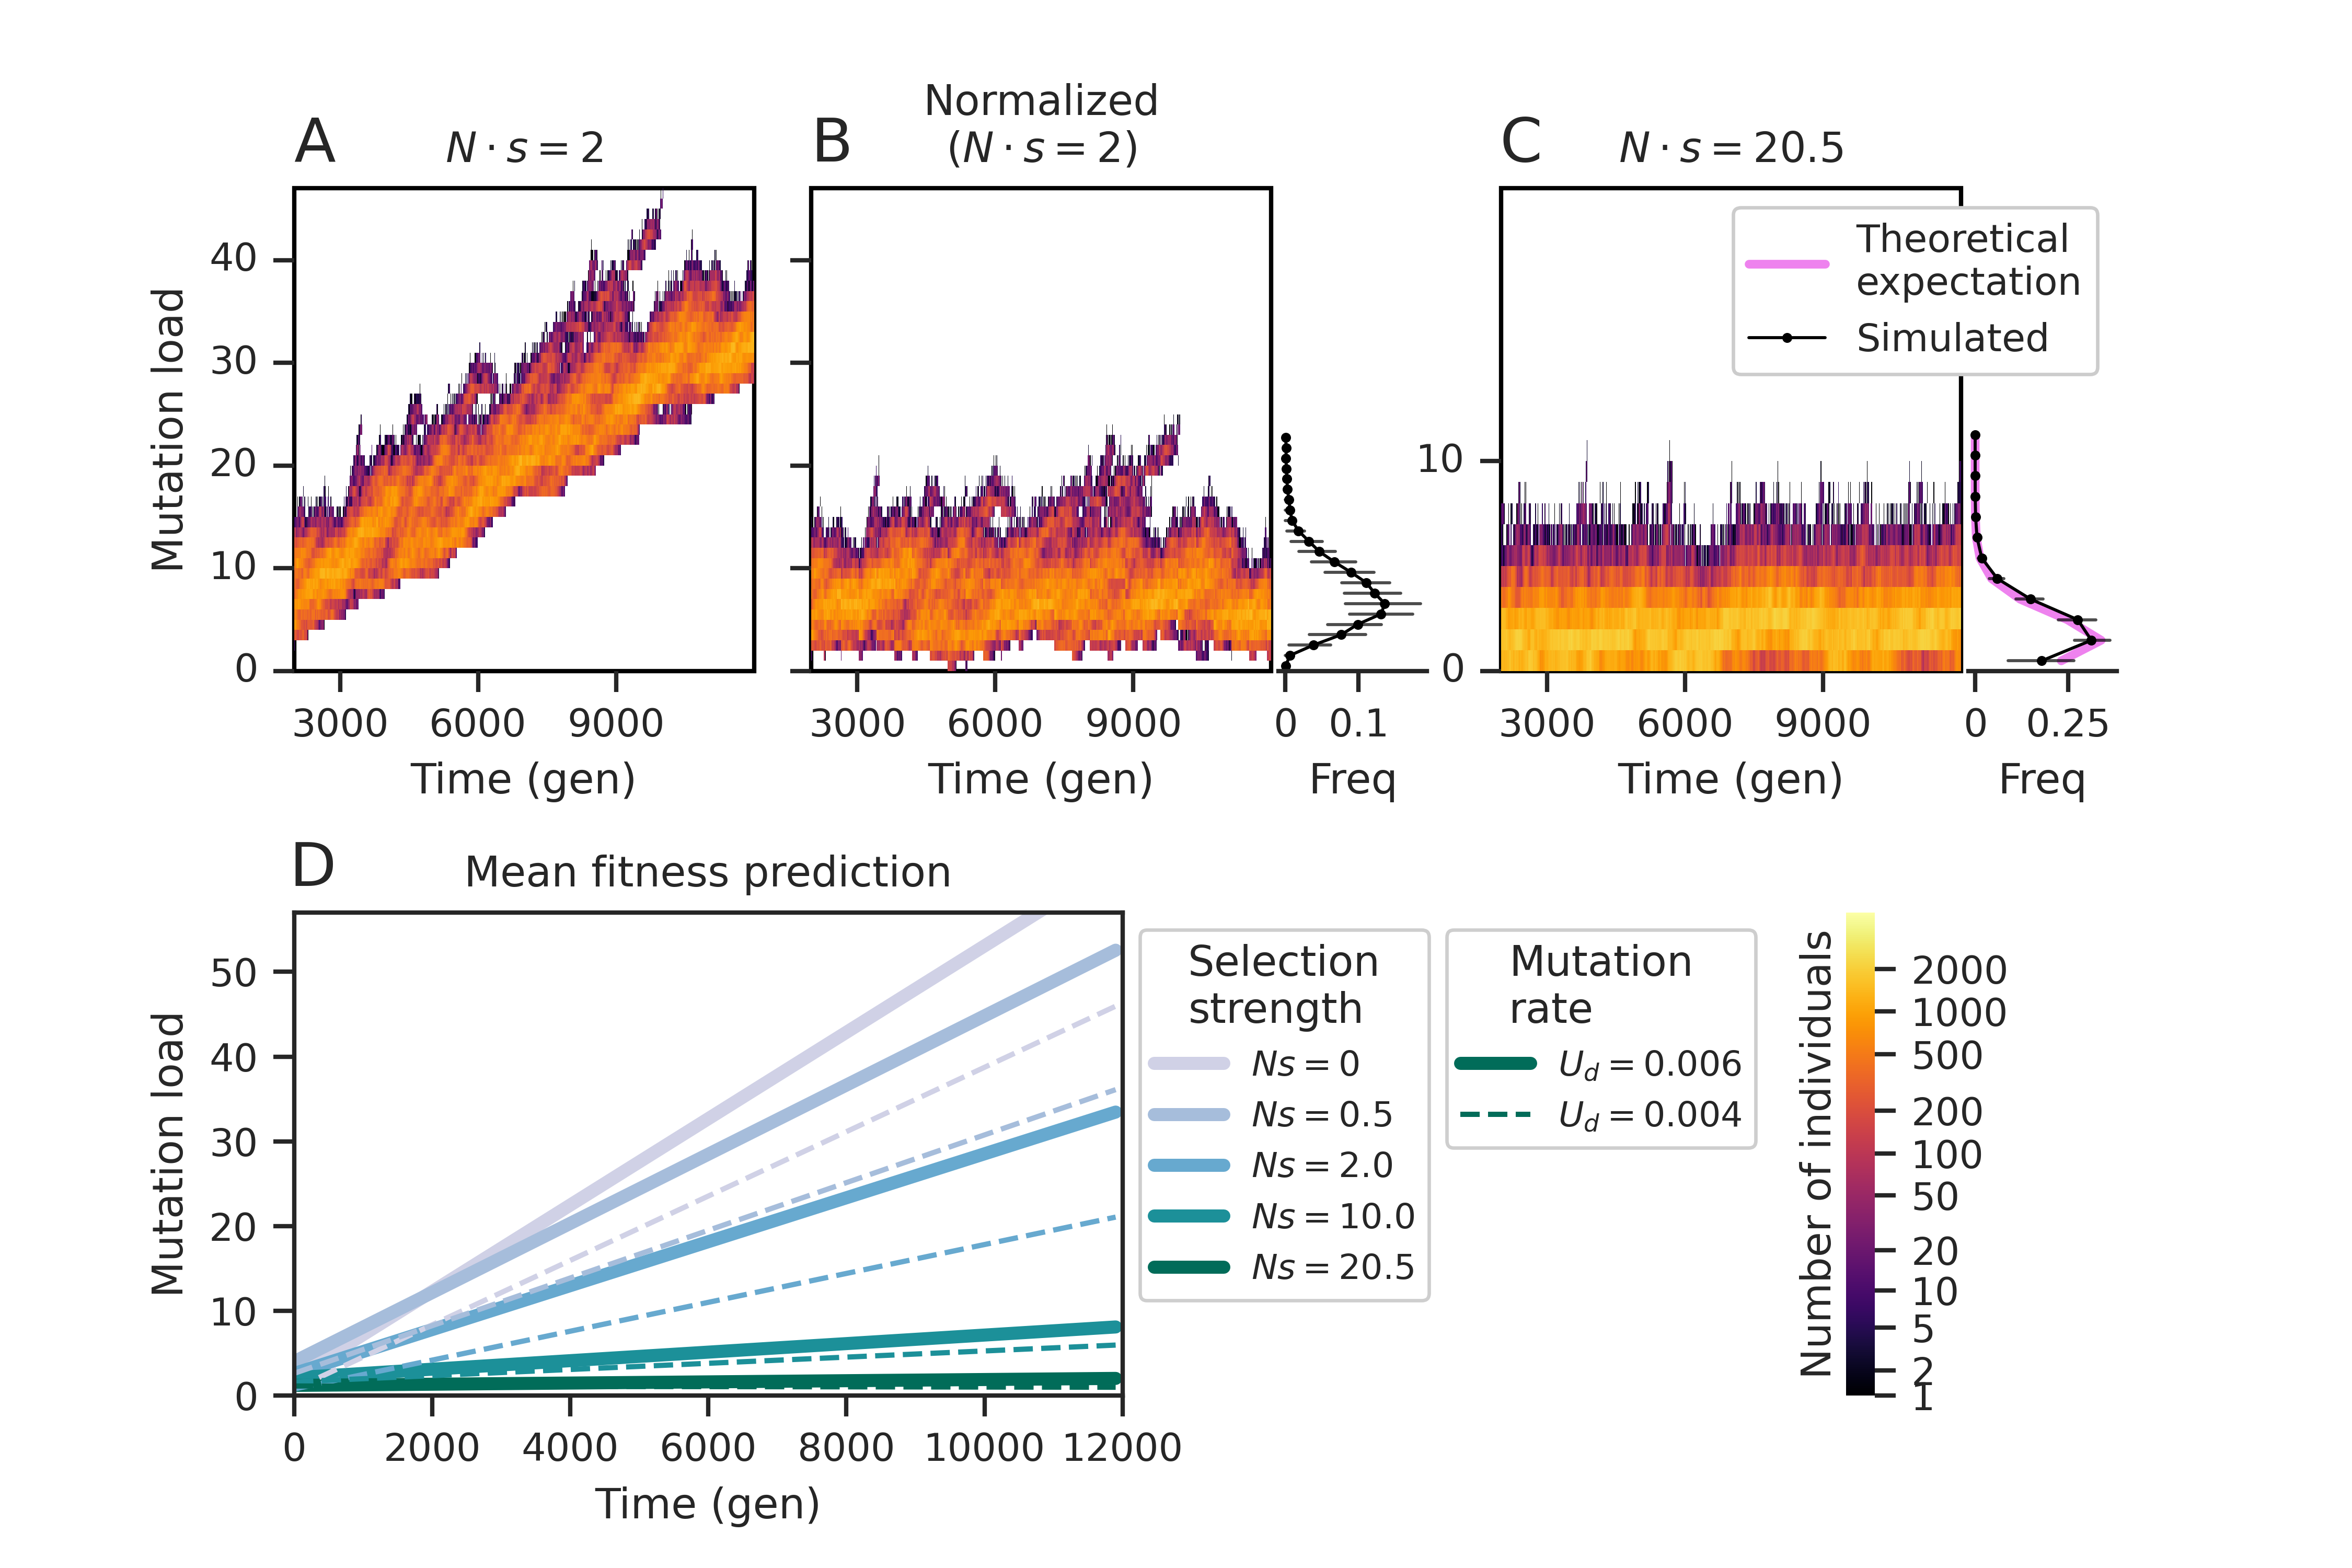 A
N · s = 2
Normalized
B
(N · s = 2)
C
N · s = 20.5
Mutation load
40
30
20
10
0
3000
6000
9000
Time (gen)
3000
6000
9000
Time (gen)
0
0.1
Freq
10
0
3000
6000
9000
Time (gen)
0
0.25
Freq
Theoretical
expectation
Simulated
D
Mean fitness prediction
Mutation load
50
40
30
20
10
0
0
2000
4000
6000
8000
10000
12000
Time (gen)
Selection
strength
Ns = 0
Ns = 0.5
Ns = 2.0
Ns = 10.0
Ns = 20.5
Mutation
rate
U_d = 0.006
U_d = 0.004
Number of individuals
2000
1000
500
200
100
50
20
10
5
2
1